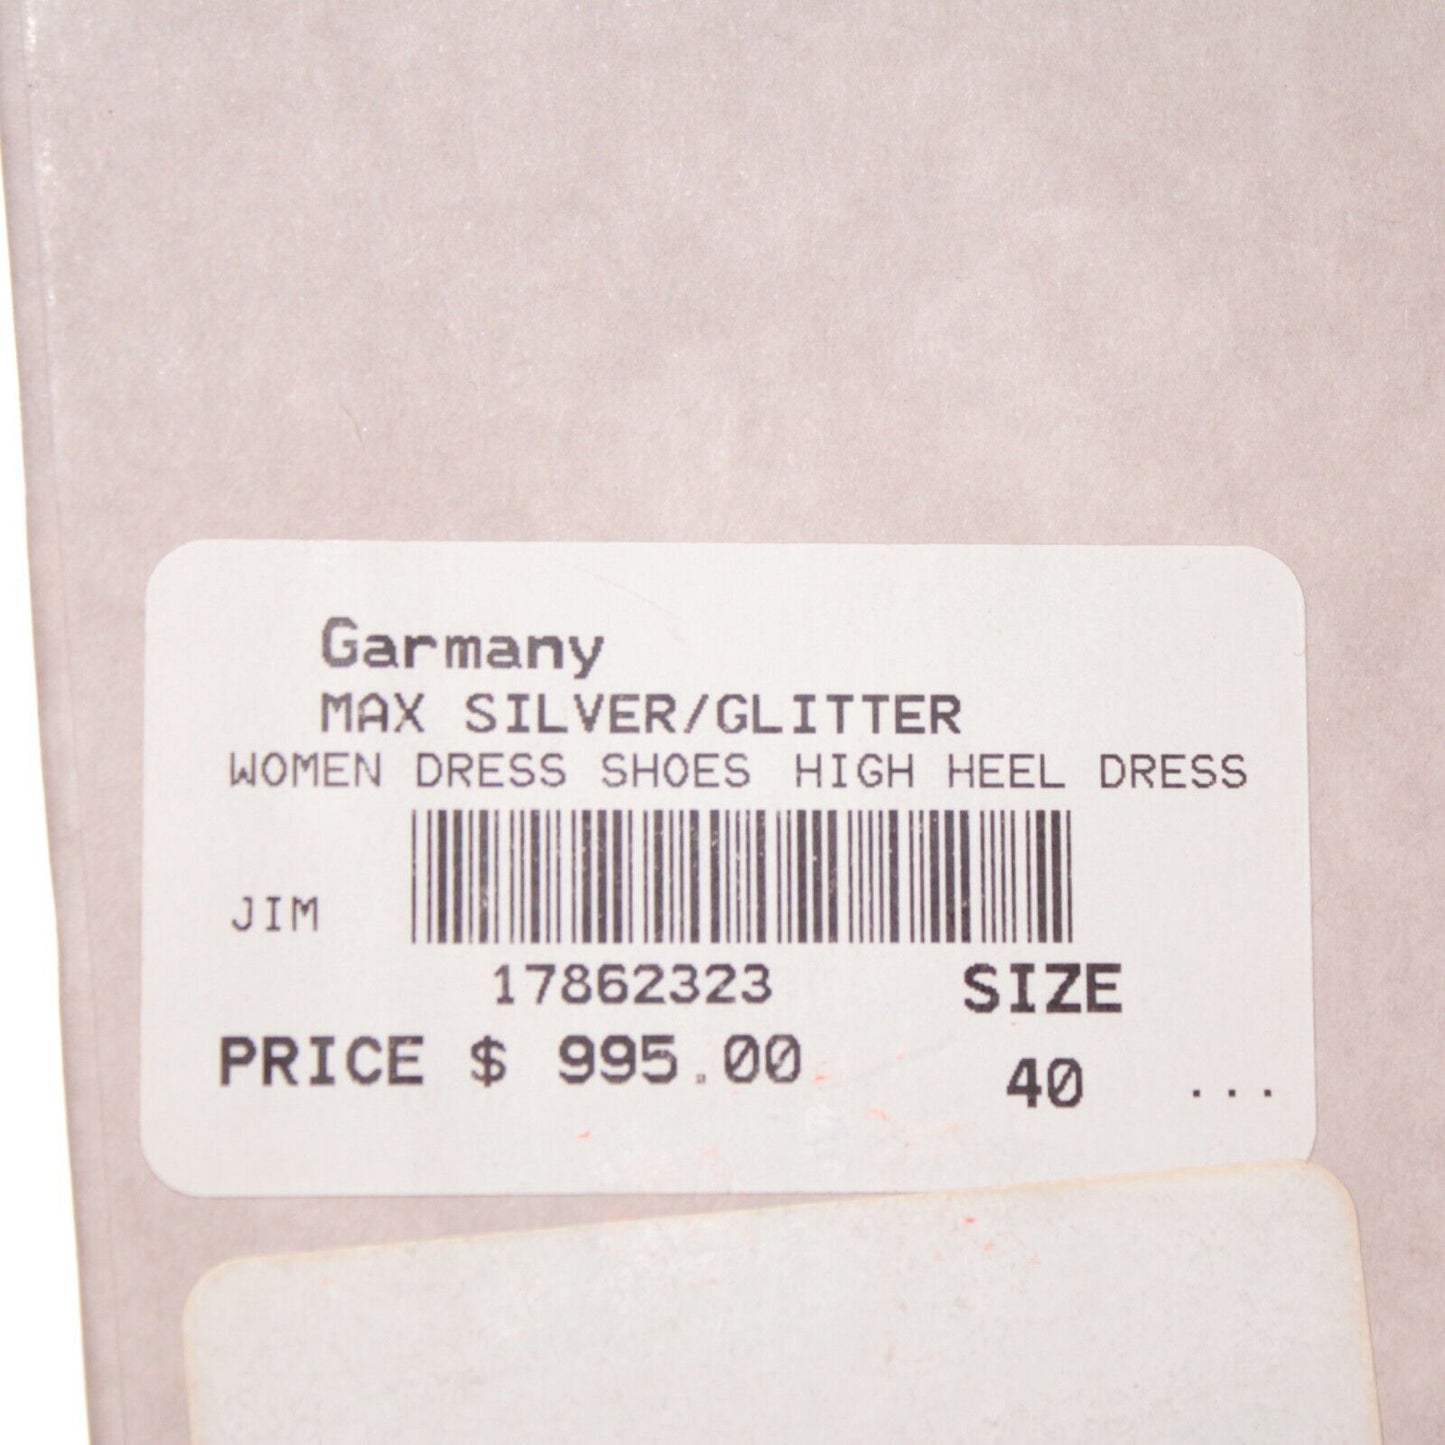 Garmany
MAX SILVER/GLITTER
WOMEN DRESS SHOES HIGH HEEL DRESS
JIM
17862323
SIZE
PRICE $ 995.00
40 ...